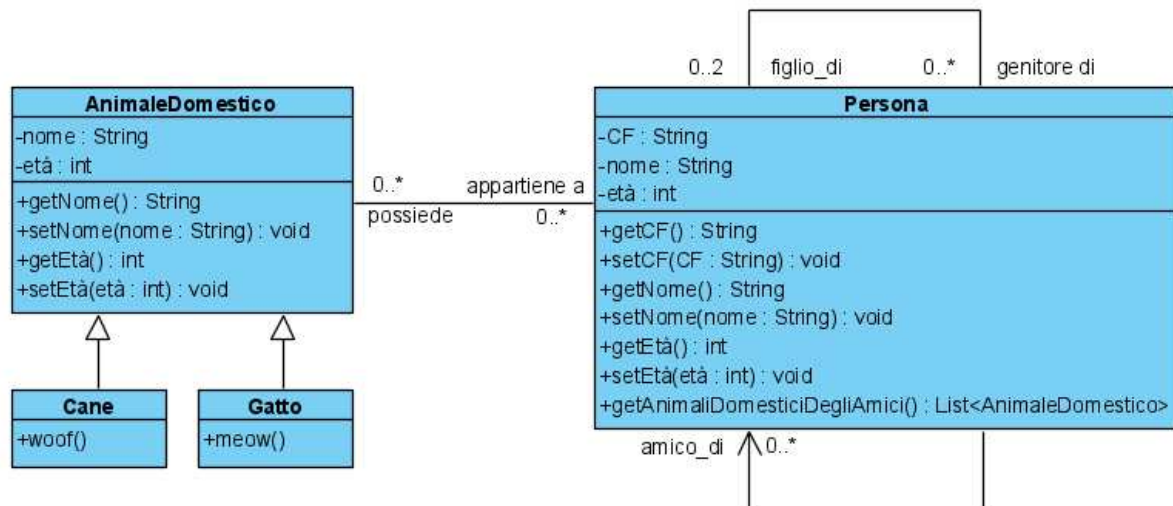 0..2 figlio_di 0..* genitore di
AnimaleDomestico
-nome : String
-età : int
+getNome() : String
+setNome(nome : String) : void
+getEtà() : int
+setEtà(età : int) : void
0..* appartiene a
possiede 0..*
Persona
-CF : String
-nome : String
-età : int
+getCF() : String
+setCF(CF : String) : void
+getNome() : String
+setNome(nome : String) : void
+getEtà() : int
+setEtà(età : int) : void
+getAnimaliDomesticiDegliAmici() : List<AnimaleDomestico>
Cane
+woof()
Gatto
+meow()
amico_di 0..*